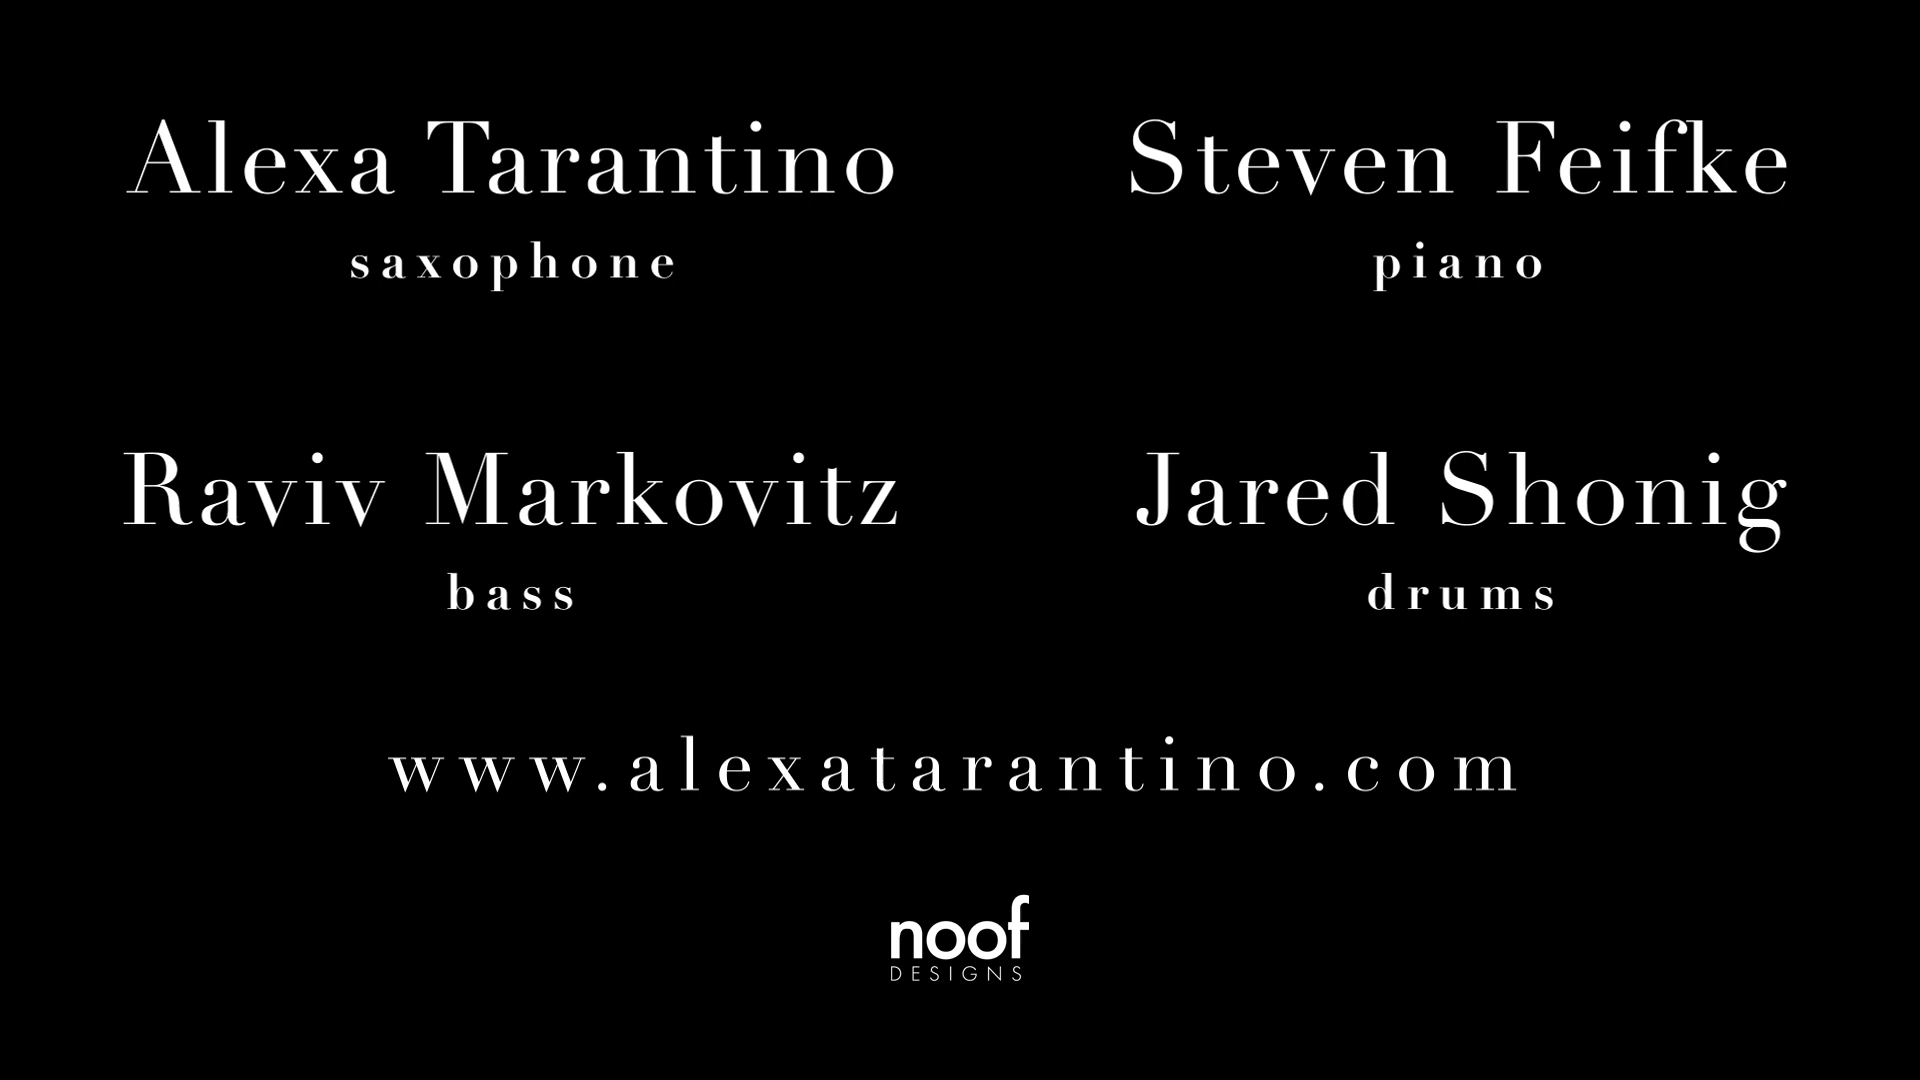 Alexa Tarantino
saxophone
Steven Feifke
piano
Raviv Markovitz
bass
Jared Shonig
drums
www.alexatarantino.com
noof
DESIGNS